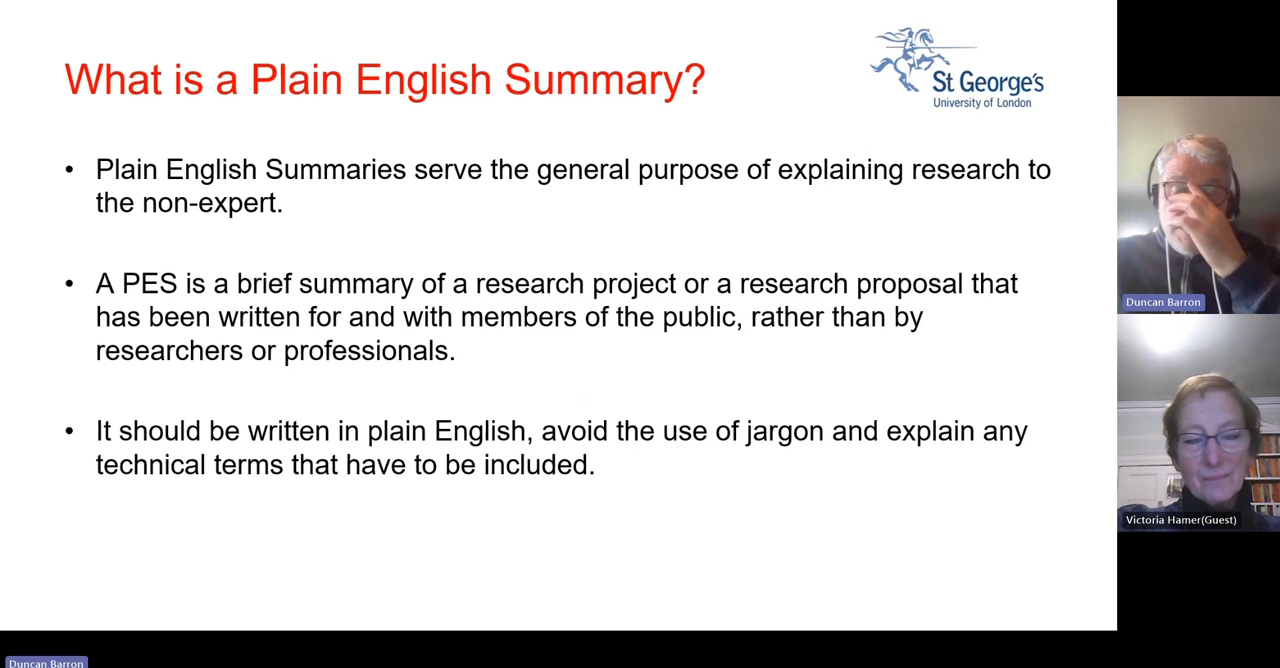 What is a Plain English Summary?
St George's
University of London
• Plain English Summaries serve the general purpose of explaining research to
the non-expert.
• A PES is a brief summary of a research project or a research proposal that
has been written for and with members of the public, rather than by
researchers or professionals.
• It should be written in plain English, avoid the use of jargon and explain any
technical terms that have to be included.
Duncan Barron
Victoria Hamer(Guest)
Duncan Barron